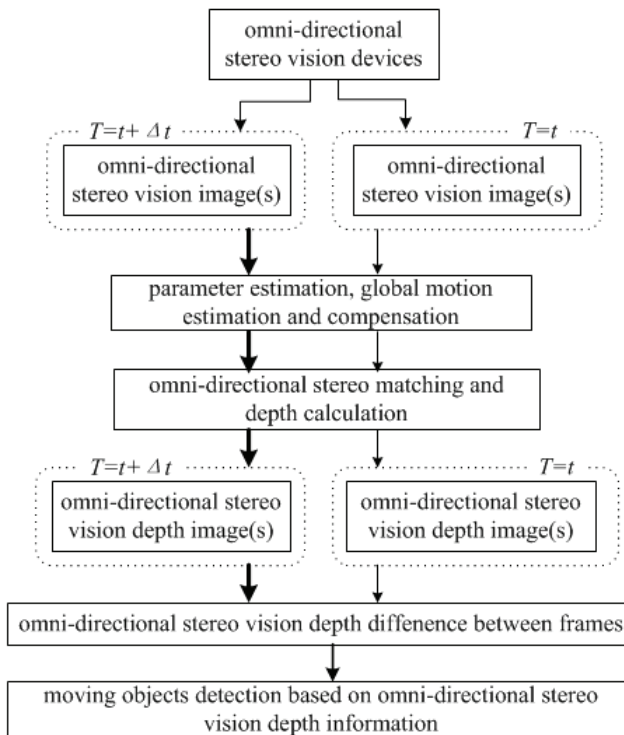 omni-directional
stereo vision devices
T=t+ Δt
T=t
omni-directional
stereo vision image(s)
omni-directional
stereo vision image(s)
parameter estimation, global motion
estimation and compensation
omni-directional stereo matching and
depth calculation
T=t+ Δt
T=t
omni-directional stereo
vision depth image(s)
omni-directional stereo
vision depth image(s)
omni-directional stereo vision depth diffenence between frames
moving objects detection based on omni-directional stereo
vision depth information